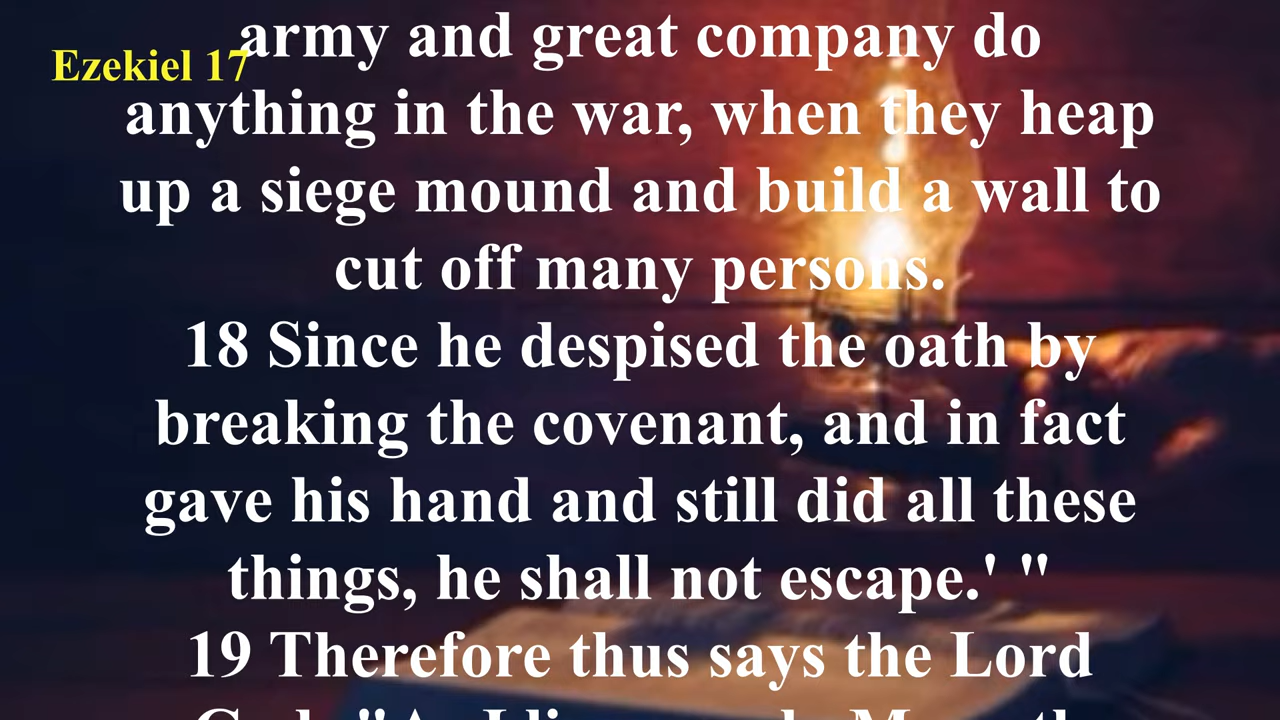 Ezekiel 17
army and great company do
anything in the war, when they heap
up a siege mound and build a wall to
cut off many persons.
18 Since he despised the oath by
breaking the covenant, and in fact
gave his hand and still did all these
things, he shall not escape.' "
19 Therefore thus says the Lord